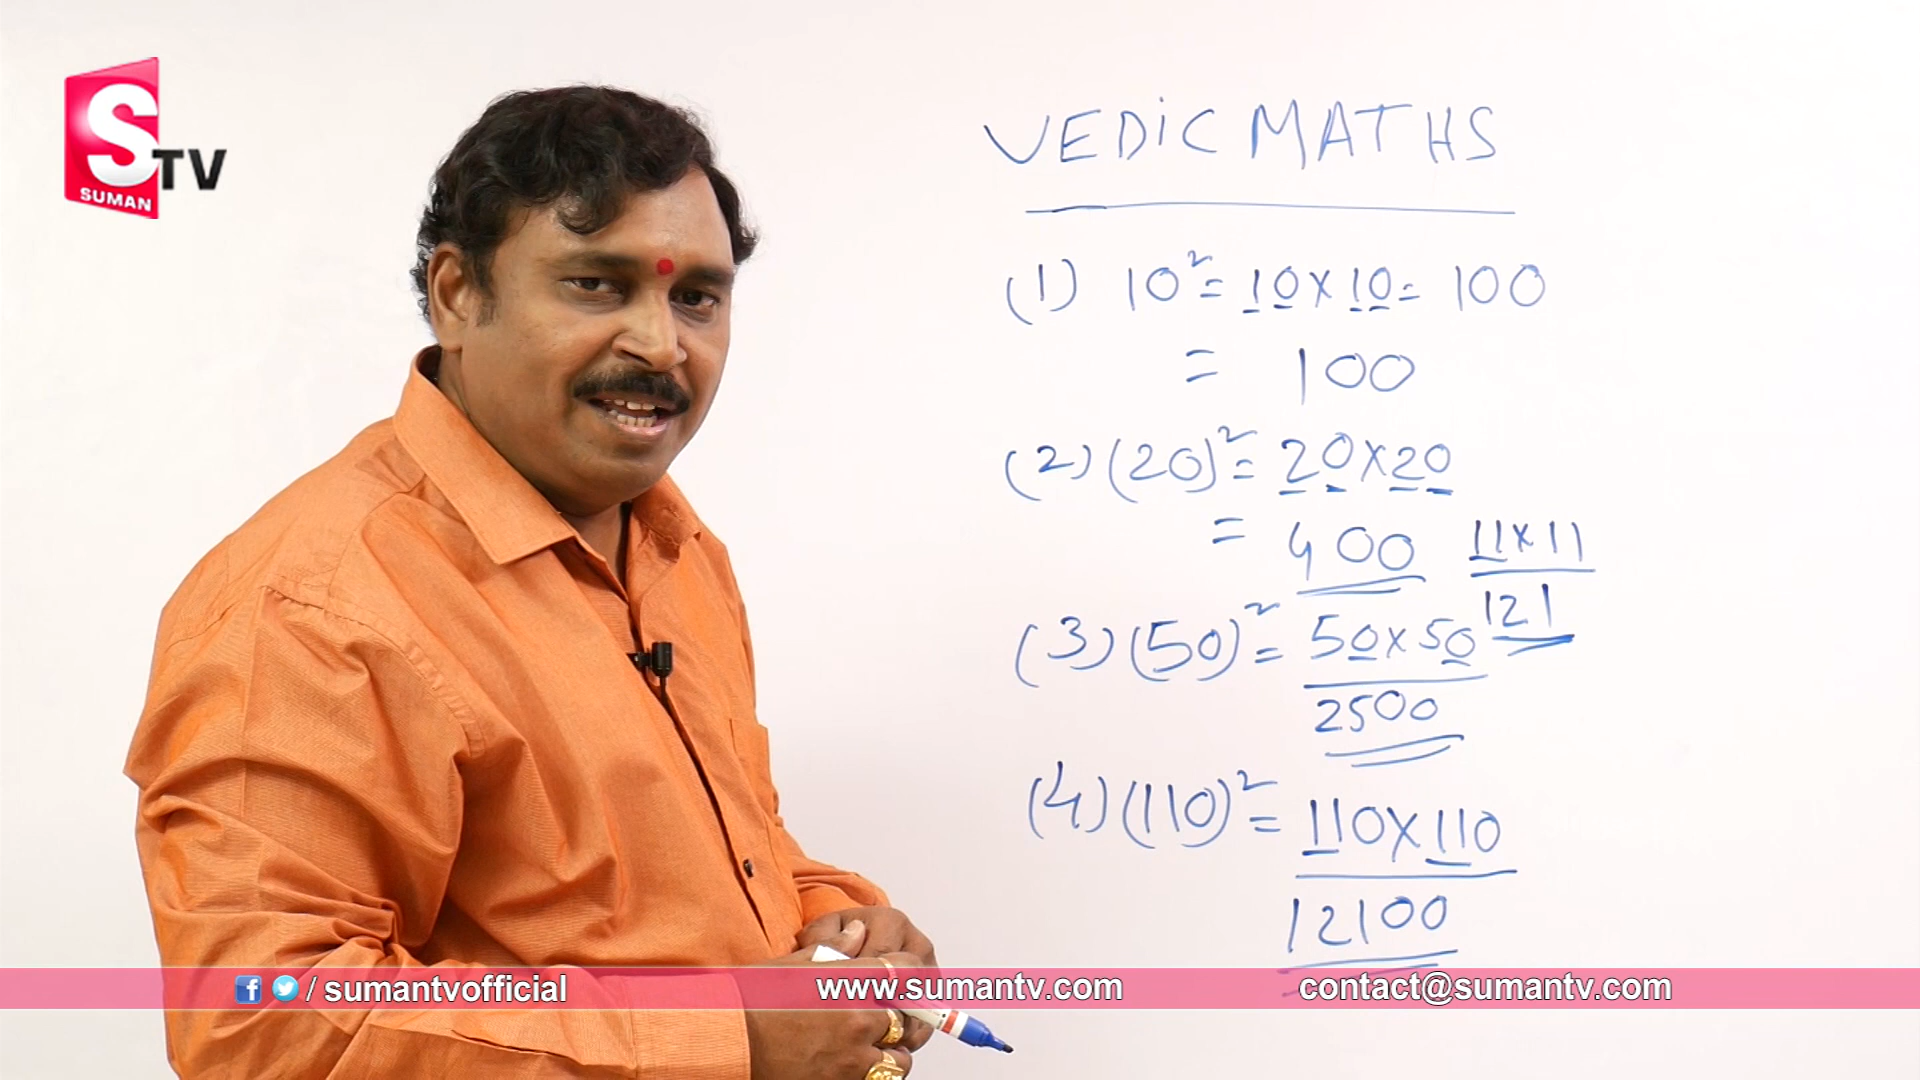 S TV
SUMAN
VEDIC MATHS
(1) 10² = 10 x 10 = 100
= 100
(2) (20)² = 20 x 20
= 400
11 x 11
121
(3) (50)² = 50 x 50
2500
(4) (110)² = 110 x 110
12100
/ sumantvofficial
www.sumantv.com
contact@sumantv.com